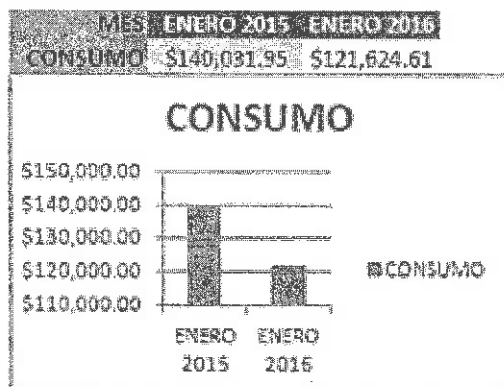 MES ENERO 2015 ENERO 2016
CONSUMO $140,031.95 $121,624.61
CONSUMO
$150,000.00
$140,000.00
$130,000.00
$120,000.00
$110,000.00
ENERO 2015
ENERO 2016
CONSUMO